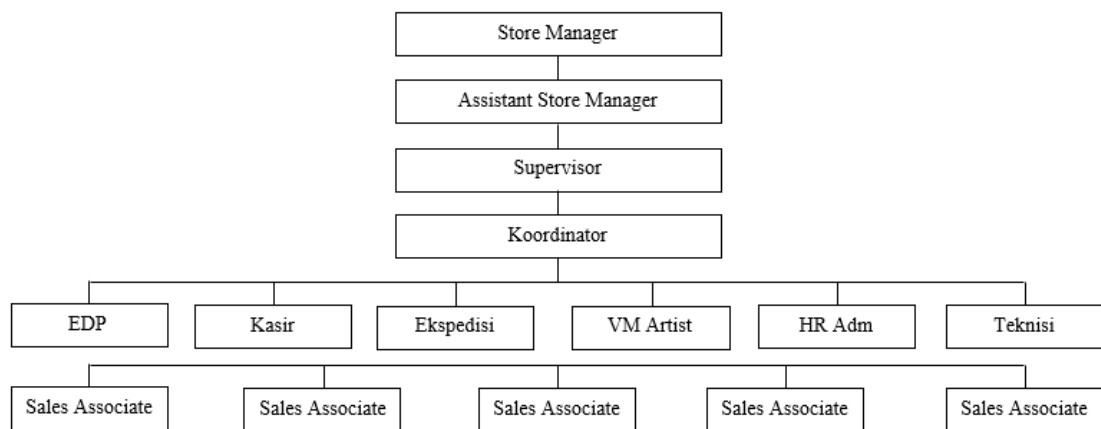 Store Manager
Assistant Store Manager
Supervisor
Koordinator
EDP
Kasir
Ekspedisi
VM Artist
HR Adm
Teknisi
Sales Associate
Sales Associate
Sales Associate
Sales Associate
Sales Associate